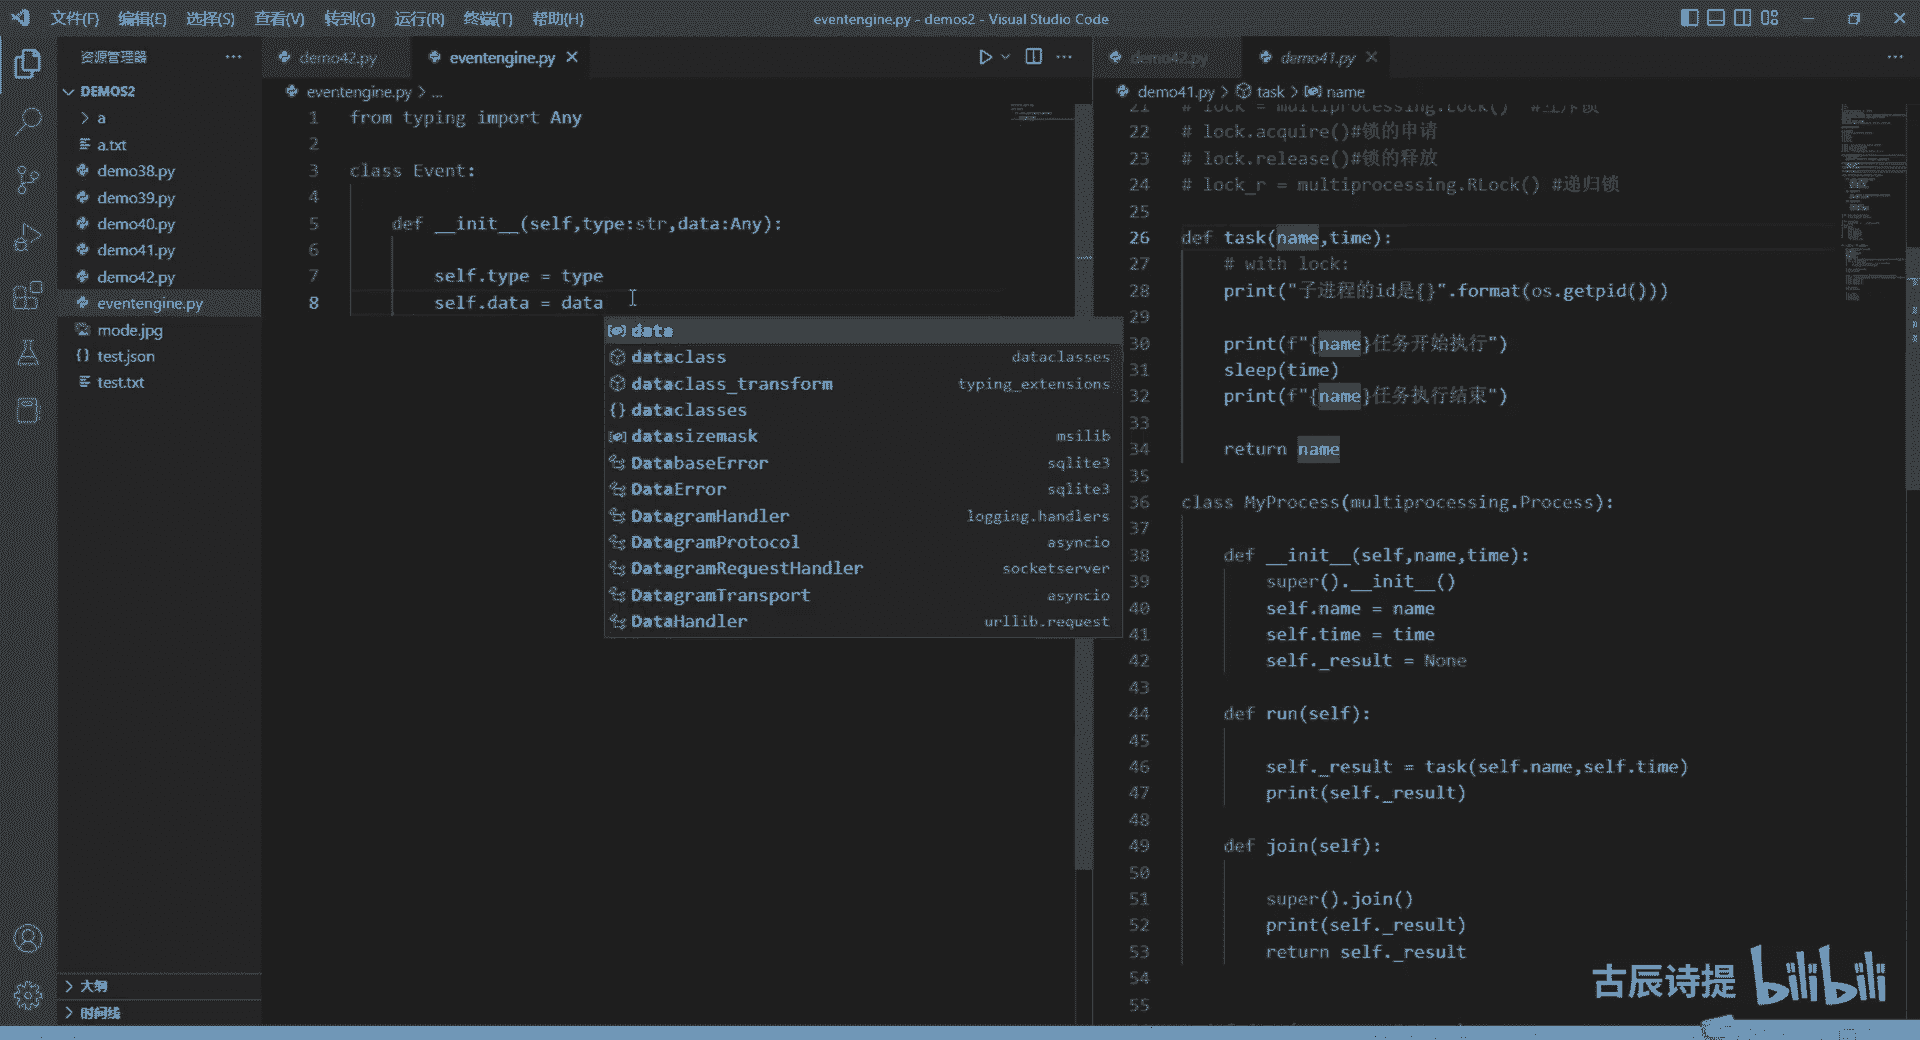 文件(F) 编辑(E) 选择(S) 查看(V) 转到(G) 运行(R) 终端(T) 帮助(H)
eventengine.py - demos2 - Visual Studio Code
资源管理器
DEMOS2
a
a.txt
demo38.py
demo39.py
demo40.py
demo41.py
demo42.py
eventengine.py
mode.jpg
test.json
test.txt
大纲
时间线
demo42.py
eventengine.py
eventengine.py > ...
1 from typing import Any
2
3 class Event:
4
5 def __init__(self,type:str,data:Any):
6
7 self.type = type
8 self.data = data
data
dataclass dataclasses
dataclass_transform typing_extensions
dataclasses
datasizemask msilib
DatabaseError sqlite3
DataError sqlite3
DatagramHandler logging.handlers
DatagramProtocol asyncio
DatagramRequestHandler socketserver
DatagramTransport asyncio
DataHandler urllib.request
demo42.py
demo41.py
demo41.py > task > name
21 # lock = multiprocessing.Lock()
22 # lock.acquire()#锁的申请
23 # lock.release()#锁的释放
24 # lock_r = multiprocessing.RLock() #递归锁
25
26 def task(name,time):
27 # with lock:
28 print("子进程的id是{}".format(os.getpid()))
29
30 print(f"{name}任务开始执行")
31 sleep(time)
32 print(f"{name}任务执行结束")
33
34 return name
35
36 class MyProcess(multiprocessing.Process):
37
38 def __init__(self,name,time):
39 super().__init__()
40 self.name = name
41 self.time = time
42 self._result = None
43
44 def run(self):
45
46 self._result = task(self.name,self.time)
47 print(self._result)
48
49 def join(self):
50
51 super().join()
52 print(self._result)
53 return self._result
54
55
古辰诗提 bilibili